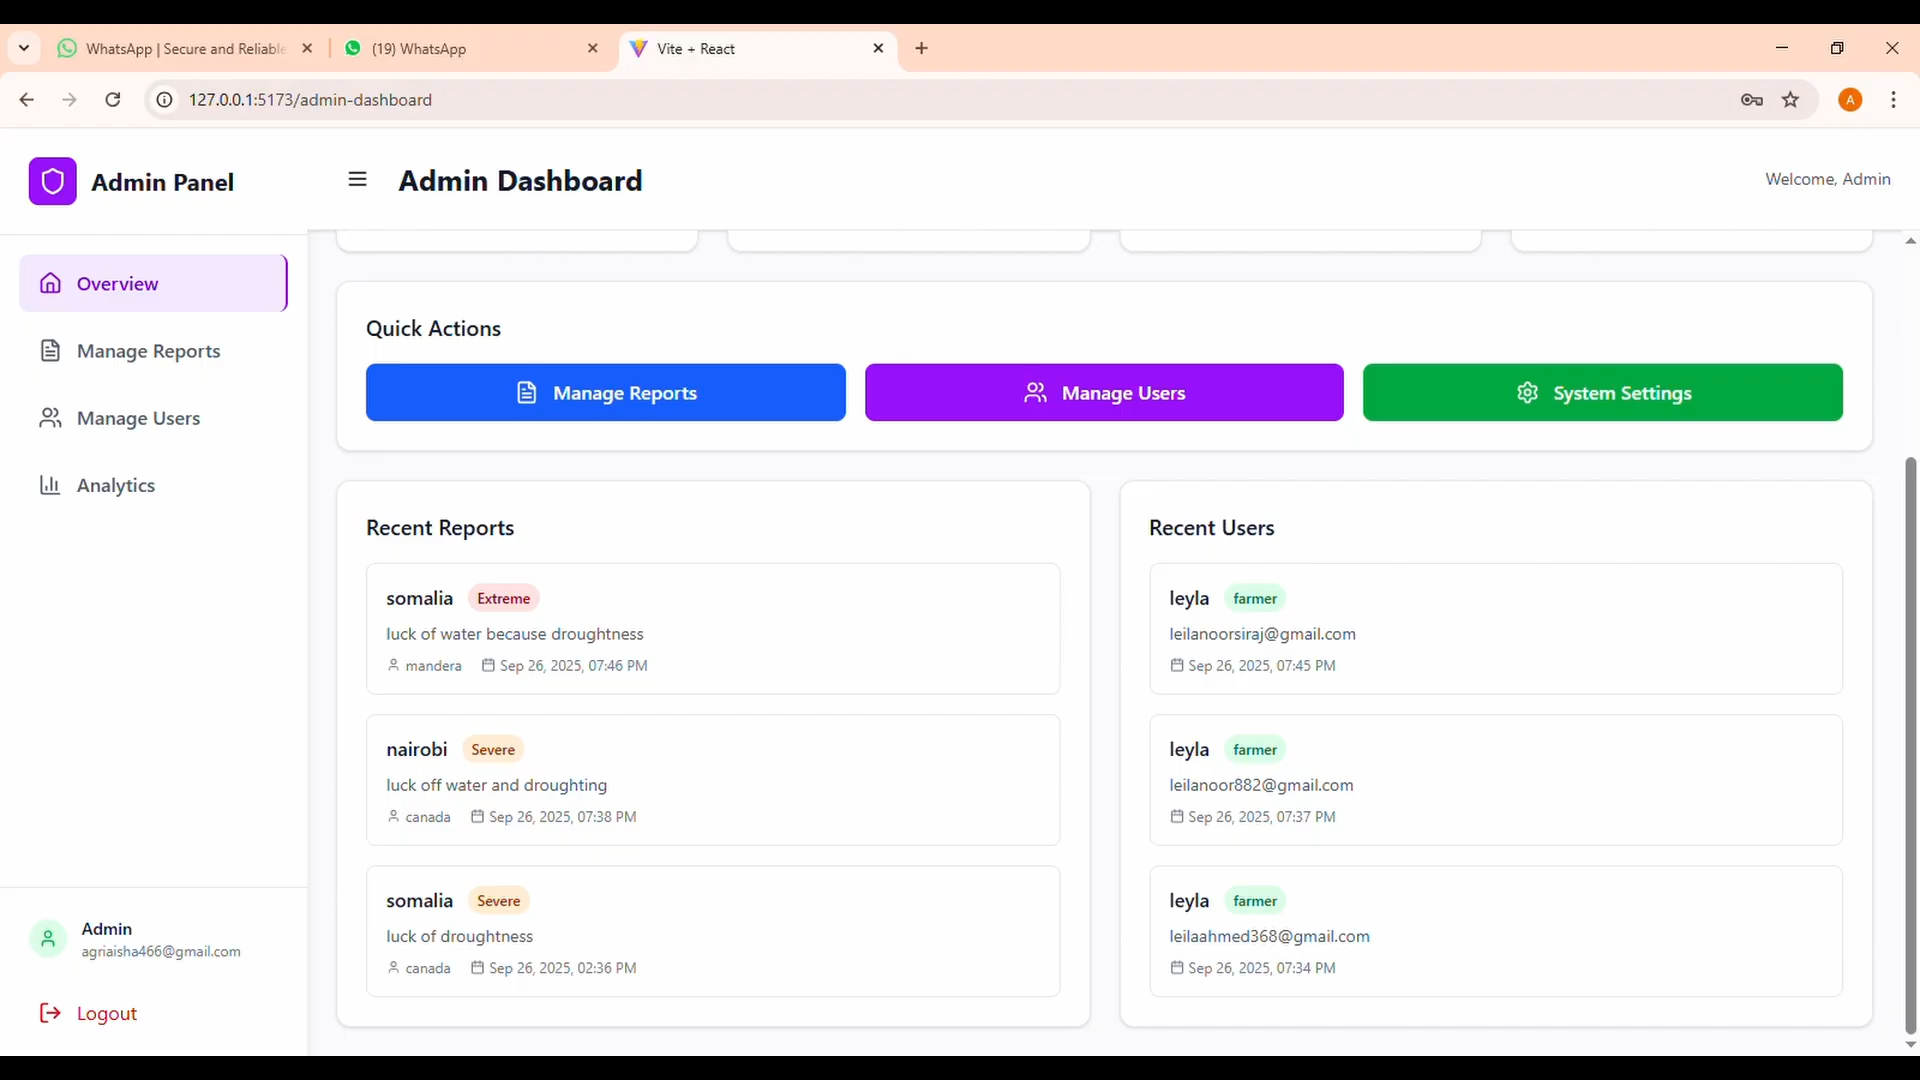 WhatsApp | Secure and Reliable
(19) WhatsApp
Vite + React
127.0.0.1:5173/admin-dashboard
A
Admin Panel
Admin Dashboard
Welcome, Admin
Overview
Manage Reports
Manage Users
Analytics
Quick Actions
Manage Reports
Manage Users
System Settings
Recent Reports
somalia Extreme
luck of water because droughtness
mandera Sep 26, 2025, 07:46 PM
nairobi Severe
luck off water and droughting
canada Sep 26, 2025, 07:38 PM
somalia Severe
luck of droughtness
canada Sep 26, 2025, 02:36 PM
Recent Users
leyla farmer
leilanoorsiraj@gmail.com
Sep 26, 2025, 07:45 PM
leyla farmer
leilanoor882@gmail.com
Sep 26, 2025, 07:37 PM
leyla farmer
leilaahmed368@gmail.com
Sep 26, 2025, 07:34 PM
Admin
agriaisha466@gmail.com
Logout